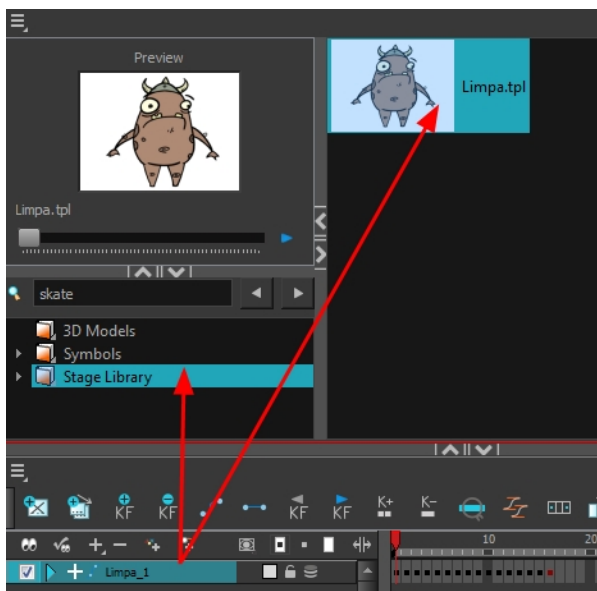 Preview
Limpa.tpl
Limpa.tpl
skate
3D Models
Symbols
Stage Library
KF KF KF KF K+ K-
10 20
Limpa_1